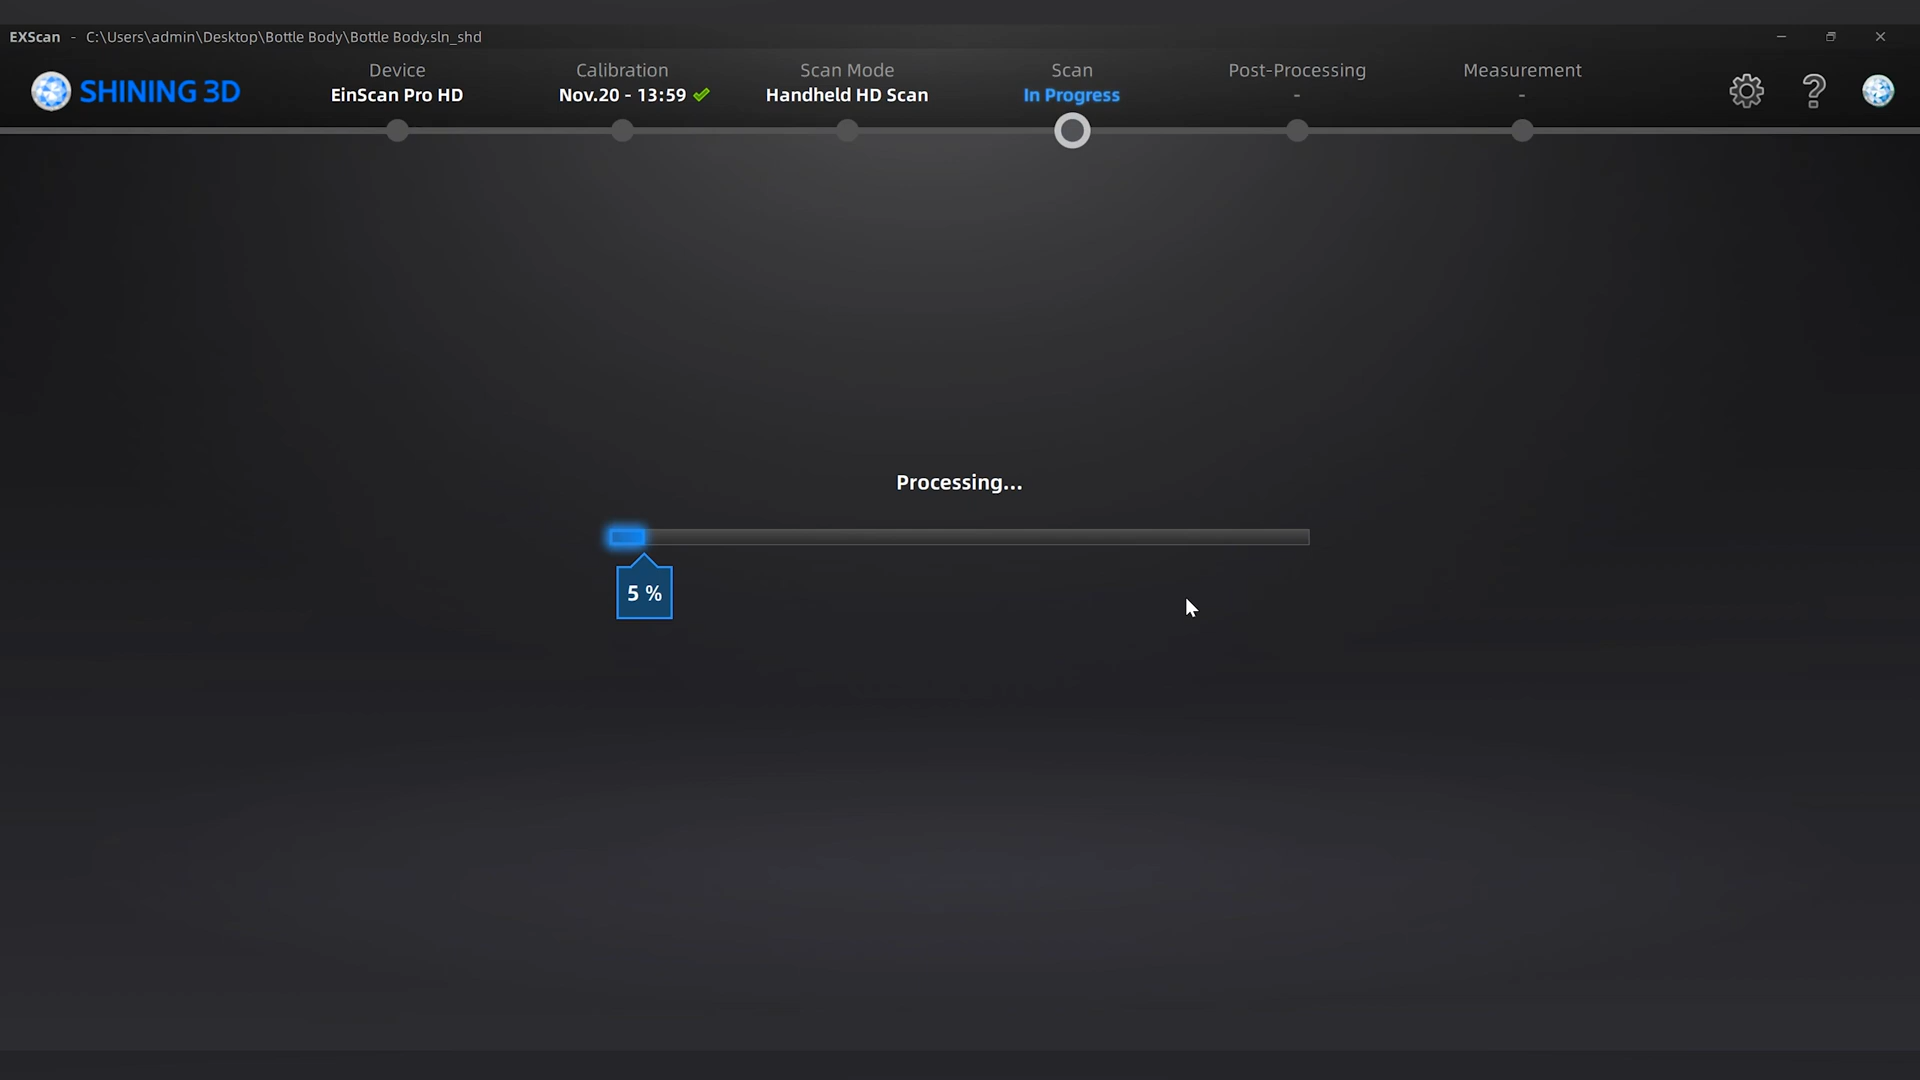 EXScan - C:\Users\admin\Desktop\Bottle Body\Bottle Body.sln_shd
SHINING 3D
Device
EinScan Pro HD
Calibration
Nov.20 - 13:59
Scan Mode
Handheld HD Scan
Scan
In Progress
Post-Processing
-
Measurement
-
Processing...
5 %